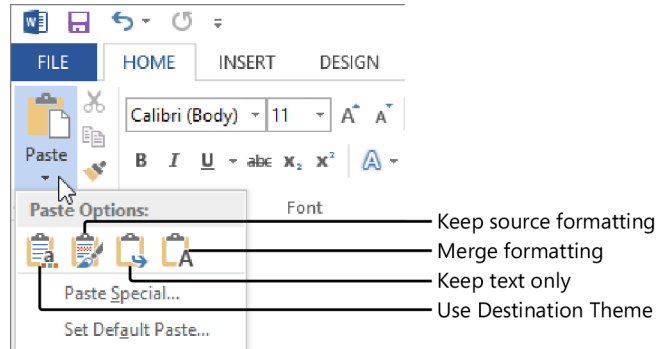 FILE HOME INSERT DESIGN
Calibri (Body) 11 A A
Paste
B I U abc x₂ x² A
Paste Options:
Font
a A
Keep source formatting
Merge formatting
Keep text only
Use Destination Theme
Paste Special...
Set Default Paste...